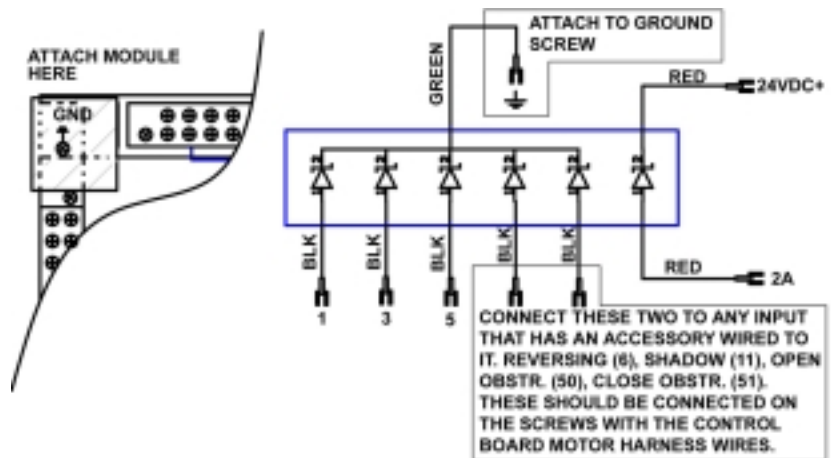 ATTACH MODULE
HERE
GND
GREEN
ATTACH TO GROUND
SCREW
RED
24VDC+
BLK
BLK
BLK
BLK
BLK
RED
2A
1
3
5
CONNECT THESE TWO TO ANY INPUT
THAT HAS AN ACCESSORY WIRED TO
IT. REVERSING (6), SHADOW (11), OPEN
OBSTR. (50), CLOSE OBSTR. (51).
THESE SHOULD BE CONNECTED ON
THE SCREWS WITH THE CONTROL
BOARD MOTOR HARNESS WIRES.